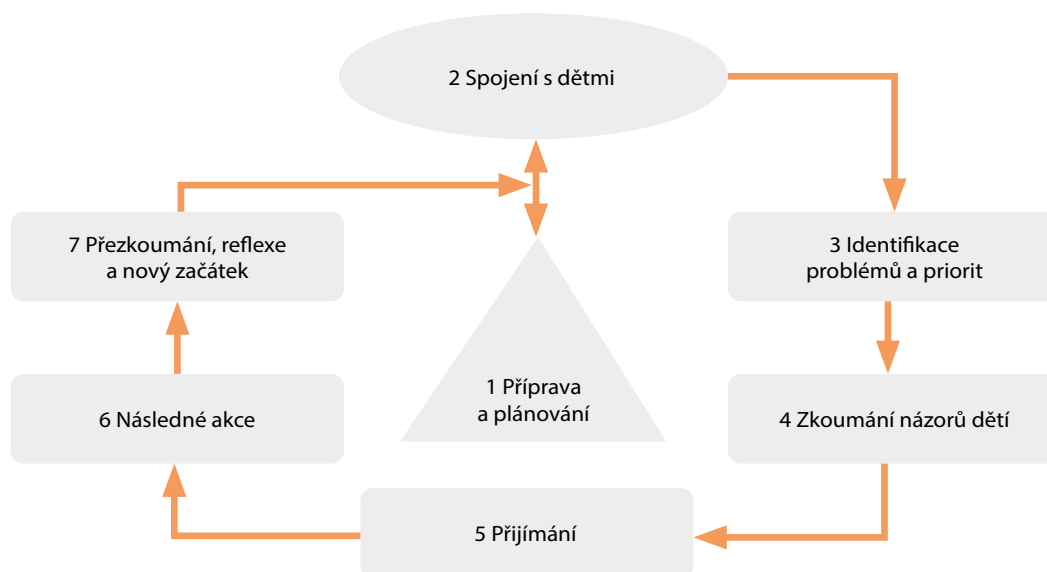 2 Spojení s dětmi
7 Přezkoumání, reflexe
a nový začátek
3 Identifikace
problémů a priorit
1 Příprava
a plánování
6 Následné akce
4 Zkoumání názorů dětí
5 Přijímání